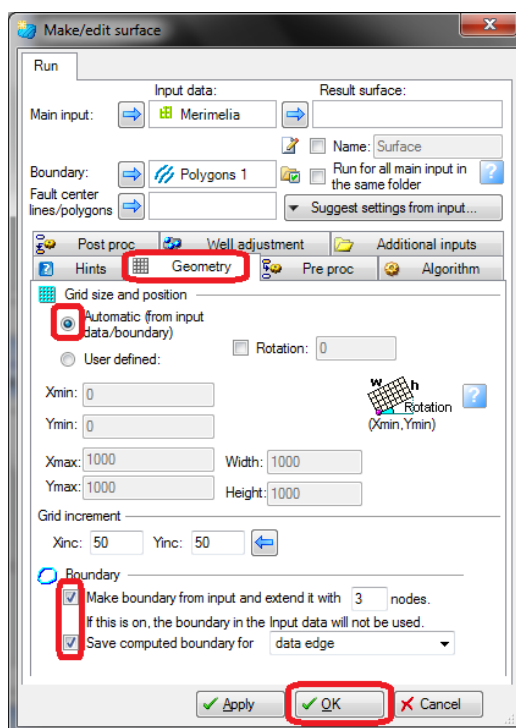 Make/edit surface
Run
Input data: Result surface:
Main input: Merimelia
Name: Surface
Boundary: Polygons 1 Run for all main input in
the same folder
Fault center
lines/polygons Suggest settings from input...
Post proc Well adjustment Additional inputs
Hints Geometry Pre proc Algorithm
Grid size and position
Automatic (from input
data/boundary)
Rotation: 0
User defined:
Xmin: 0
w h
Rotation
(Xmin,Ymin)
Ymin: 0
Xmax: 1000 Width: 1000
Ymax: 1000 Height: 1000
Grid increment
Xinc: 50 Yinc: 50
Boundary
Make boundary from input and extend it with 3 nodes.
If this is on, the boundary in the Input data will not be used.
Save computed boundary for data edge
Apply OK Cancel